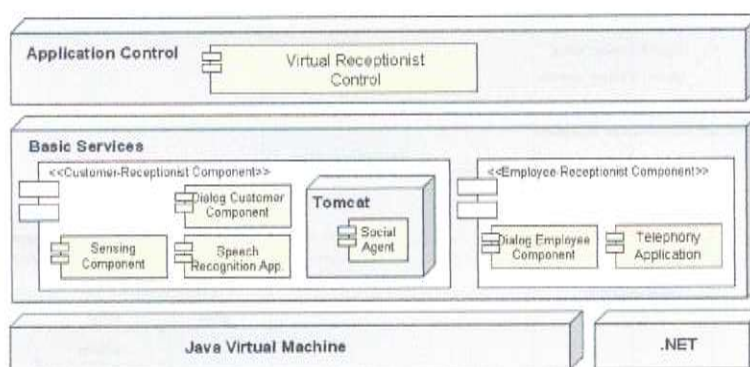 Application Control
Virtual Receptionist
Control
Basic Services
<<Customer-Receptionist Component>>
Dialog Customer
Component
Sensing
Component
Speech
Recognition App.
Tomcat
Social
Agent
<<Employee-Receptionist Component>>
Dialog Employee
Component
Telephony
Application
Java Virtual Machine
.NET